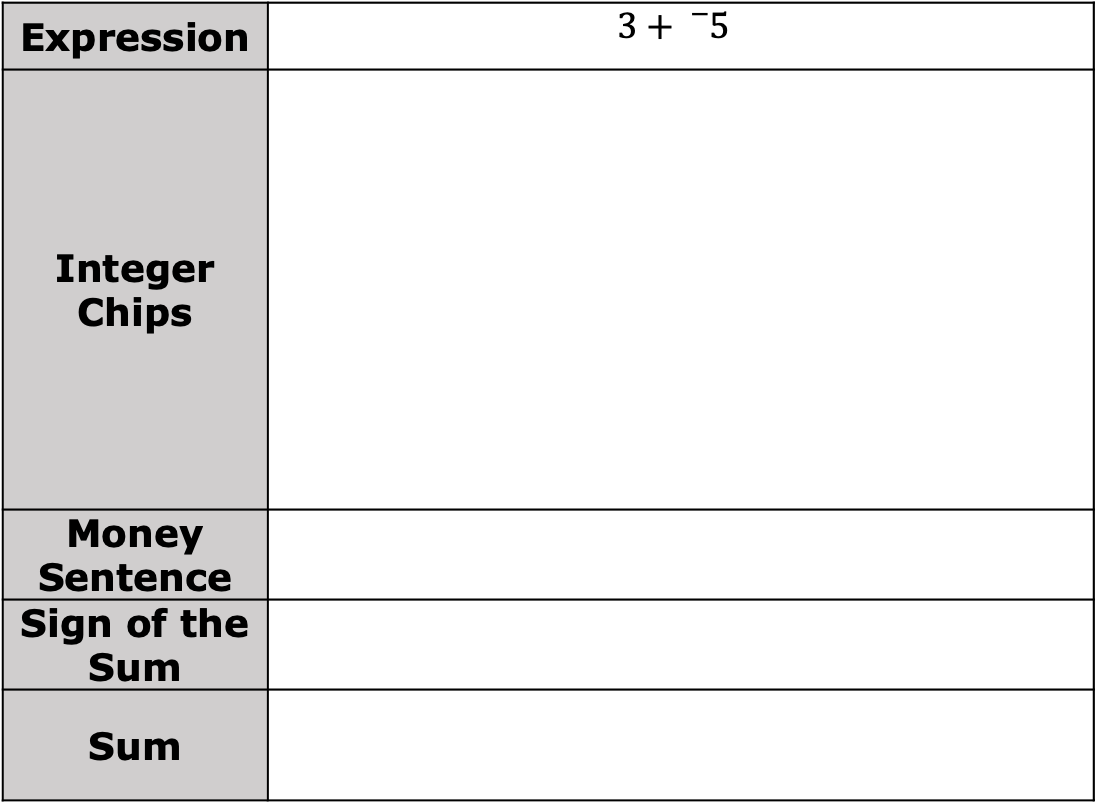 Expression
3 + ⁻5
Integer
Chips
Money
Sentence
Sign of the
Sum
Sum